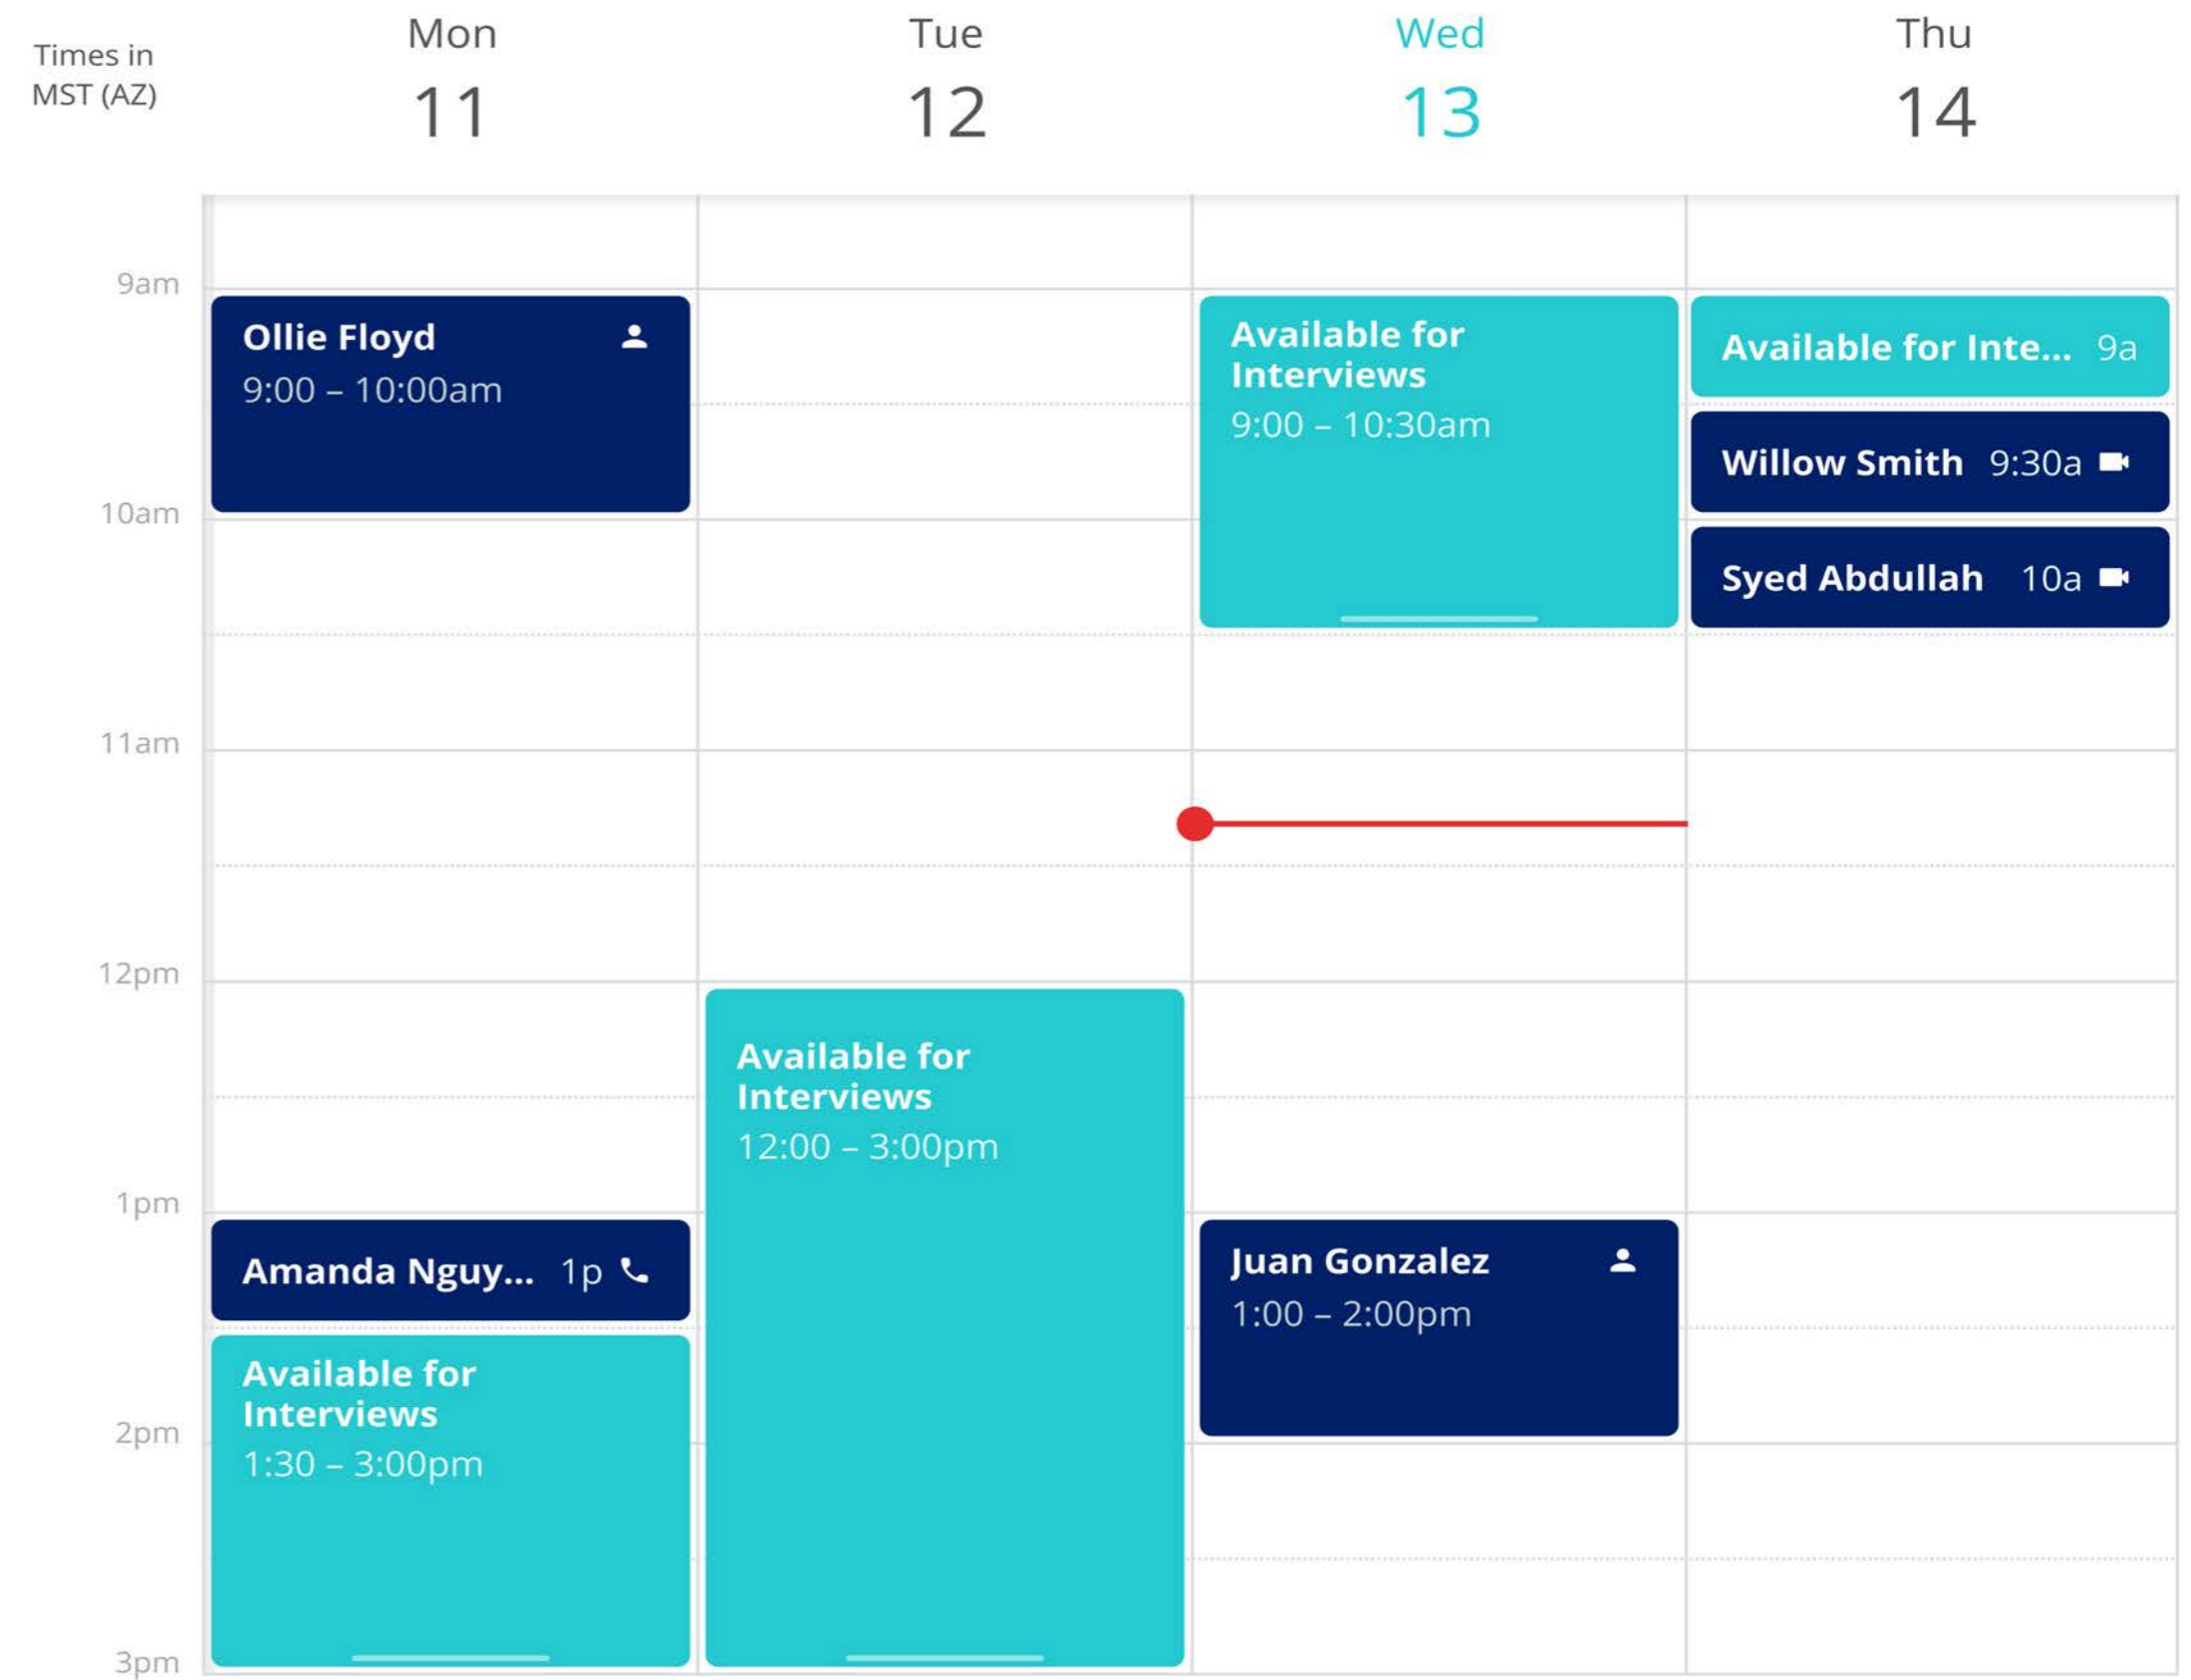 Times in
MST (AZ)
Mon
11
Tue
12
Wed
13
Thu
14
9am
10am
11am
12pm
1pm
2pm
3pm
Ollie Floyd
9:00 – 10:00am
Amanda Nguy... 1p
Available for
Interviews
1:30 – 3:00pm
Available for
Interviews
12:00 – 3:00pm
Available for
Interviews
9:00 – 10:30am
Juan Gonzalez
1:00 – 2:00pm
Available for Inte... 9a
Willow Smith 9:30a
Syed Abdullah 10a